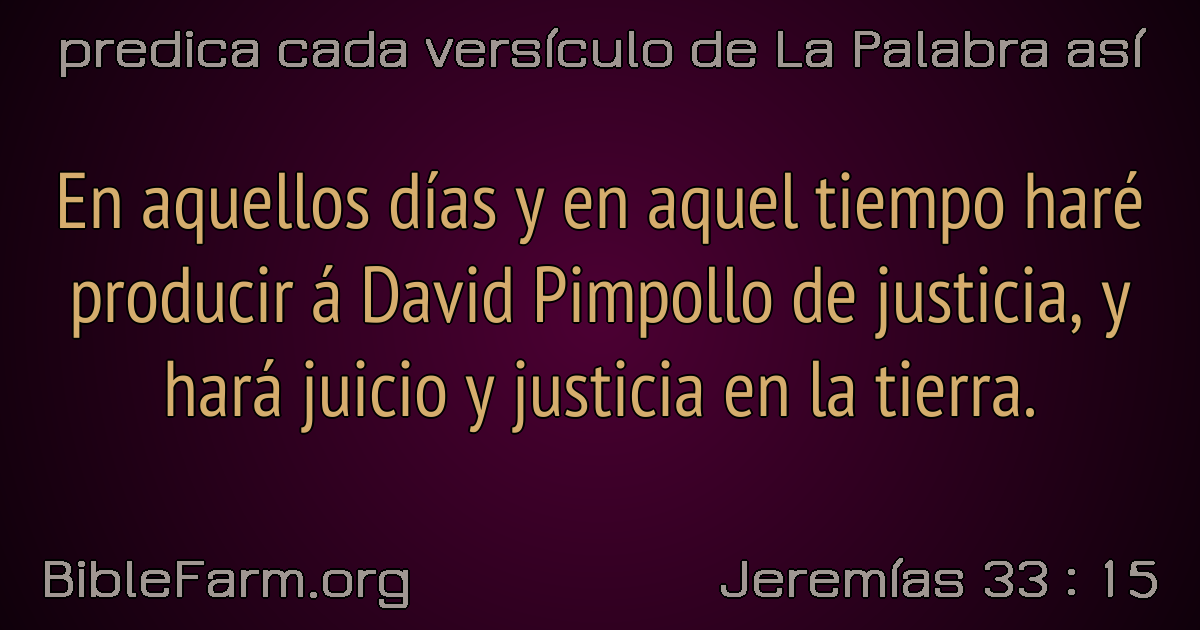 predica cada versículo de La Palabra así
En aquellos días y en aquel tiempo haré
producir á David Pimpollo de justicia, y
hará juicio y justicia en la tierra.
BibleFarm.org
Jeremías 33 : 15